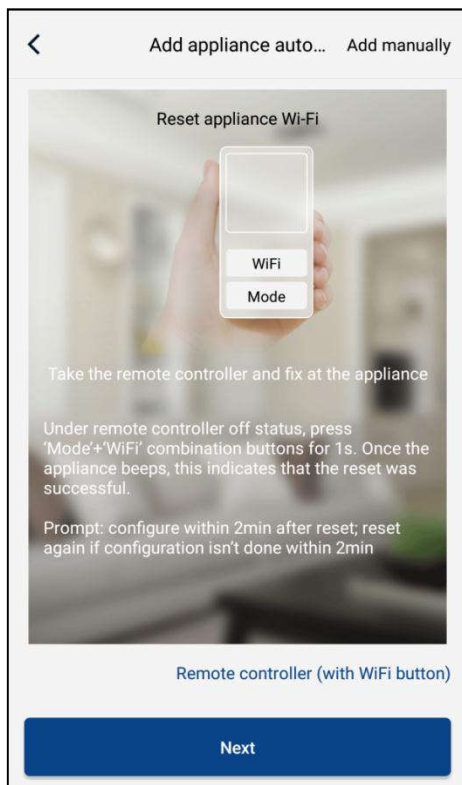 Add appliance auto... Add manually
Reset appliance Wi-Fi
WiFi
Mode
Take the remote controller and fix at the appliance
Under remote controller off status, press
‘Mode’+‘WiFi’ combination buttons for 1s. Once the
appliance beeps, this indicates that the reset was
successful.
Prompt: configure within 2min after reset; reset
again if configuration isn’t done within 2min
Remote controller (with WiFi button)
Next